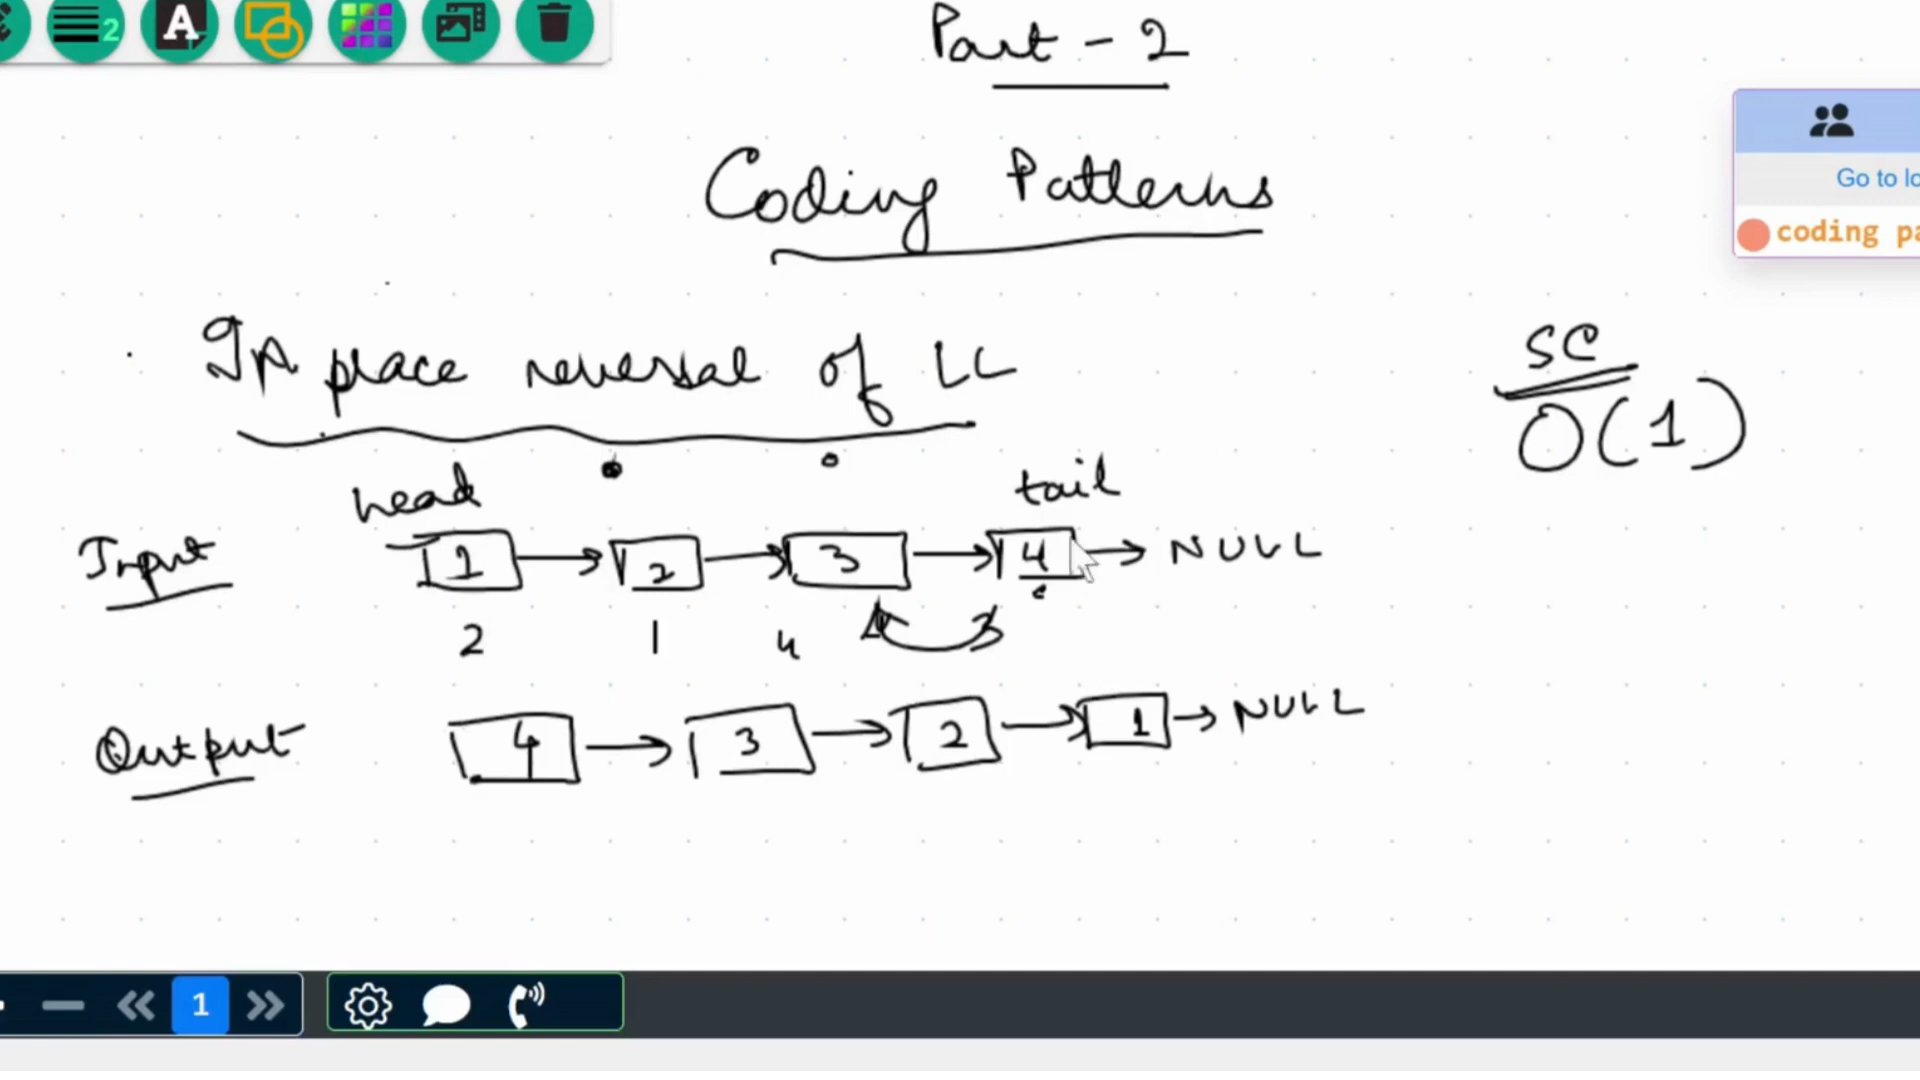 2 A
Part - 2
Coding Patterns
Go to lo
coding pa
In place reversal of LL
SC
O(1)
head tail
Input 1 2 3 4 NULL
2 1 4 3
Output 4 3 2 1 NULL
1